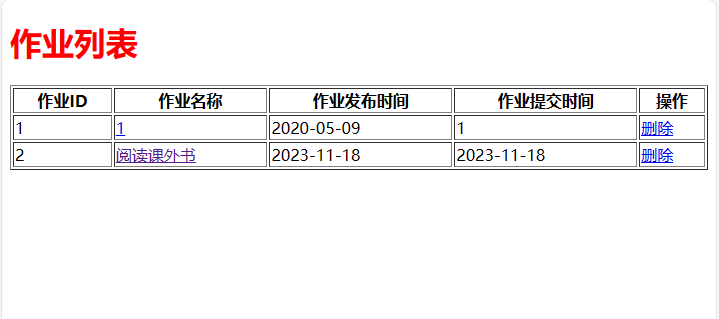 作业列表
作业ID 作业名称 作业发布时间 作业提交时间 操作
1 1 2020-05-09 1 删除
2 阅读课外书 2023-11-18 2023-11-18 删除